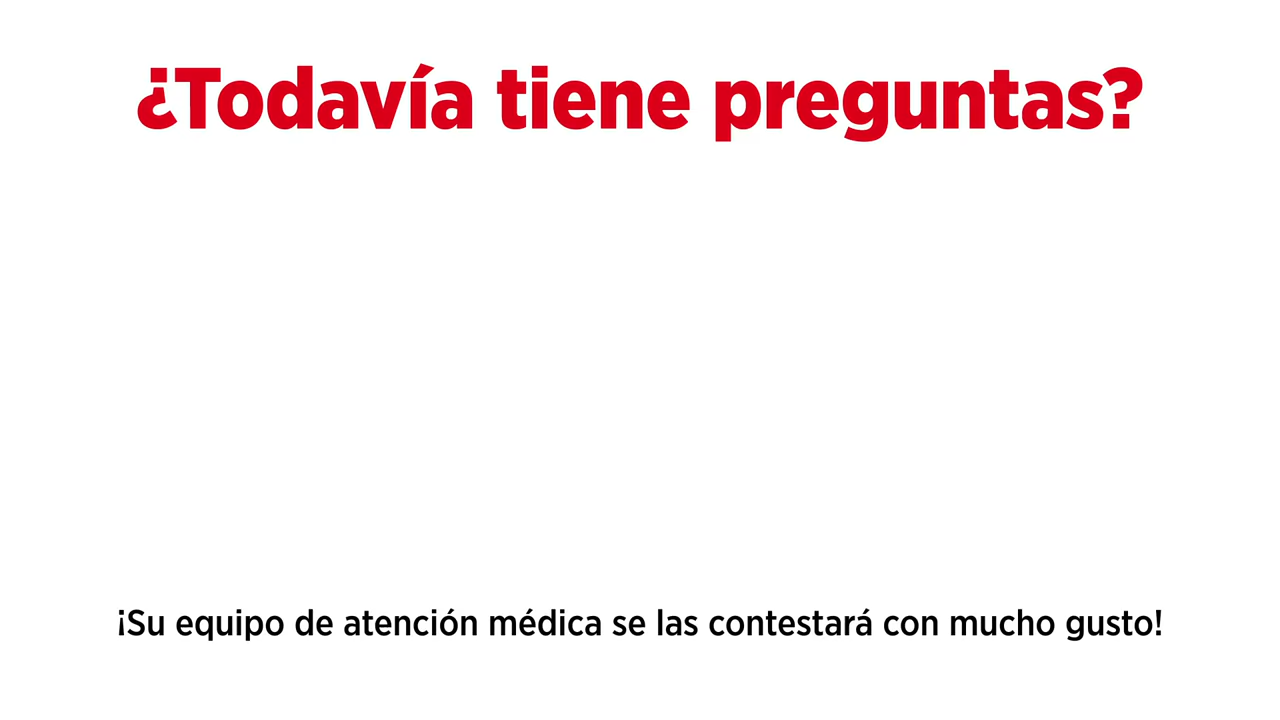 ¿Todavía tiene preguntas?
¡Su equipo de atención médica se las contestará con mucho gusto!